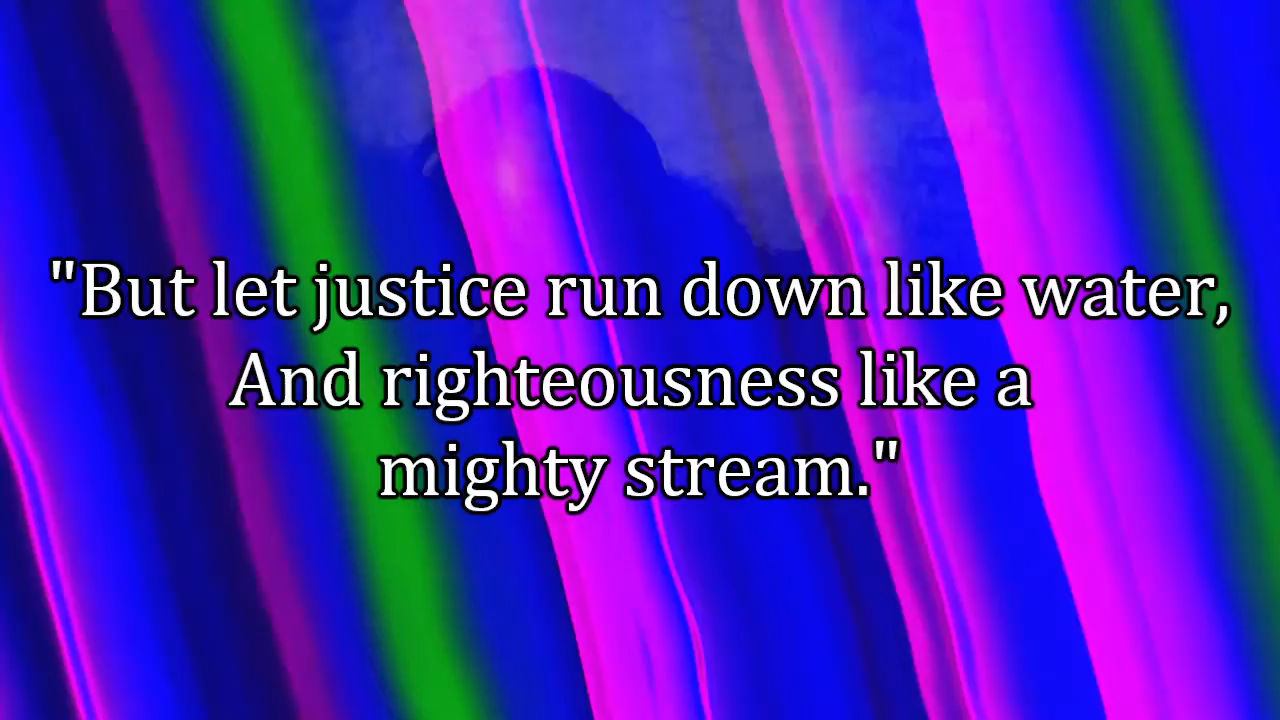 "But let justice run down like water,
And righteousness like a
mighty stream."